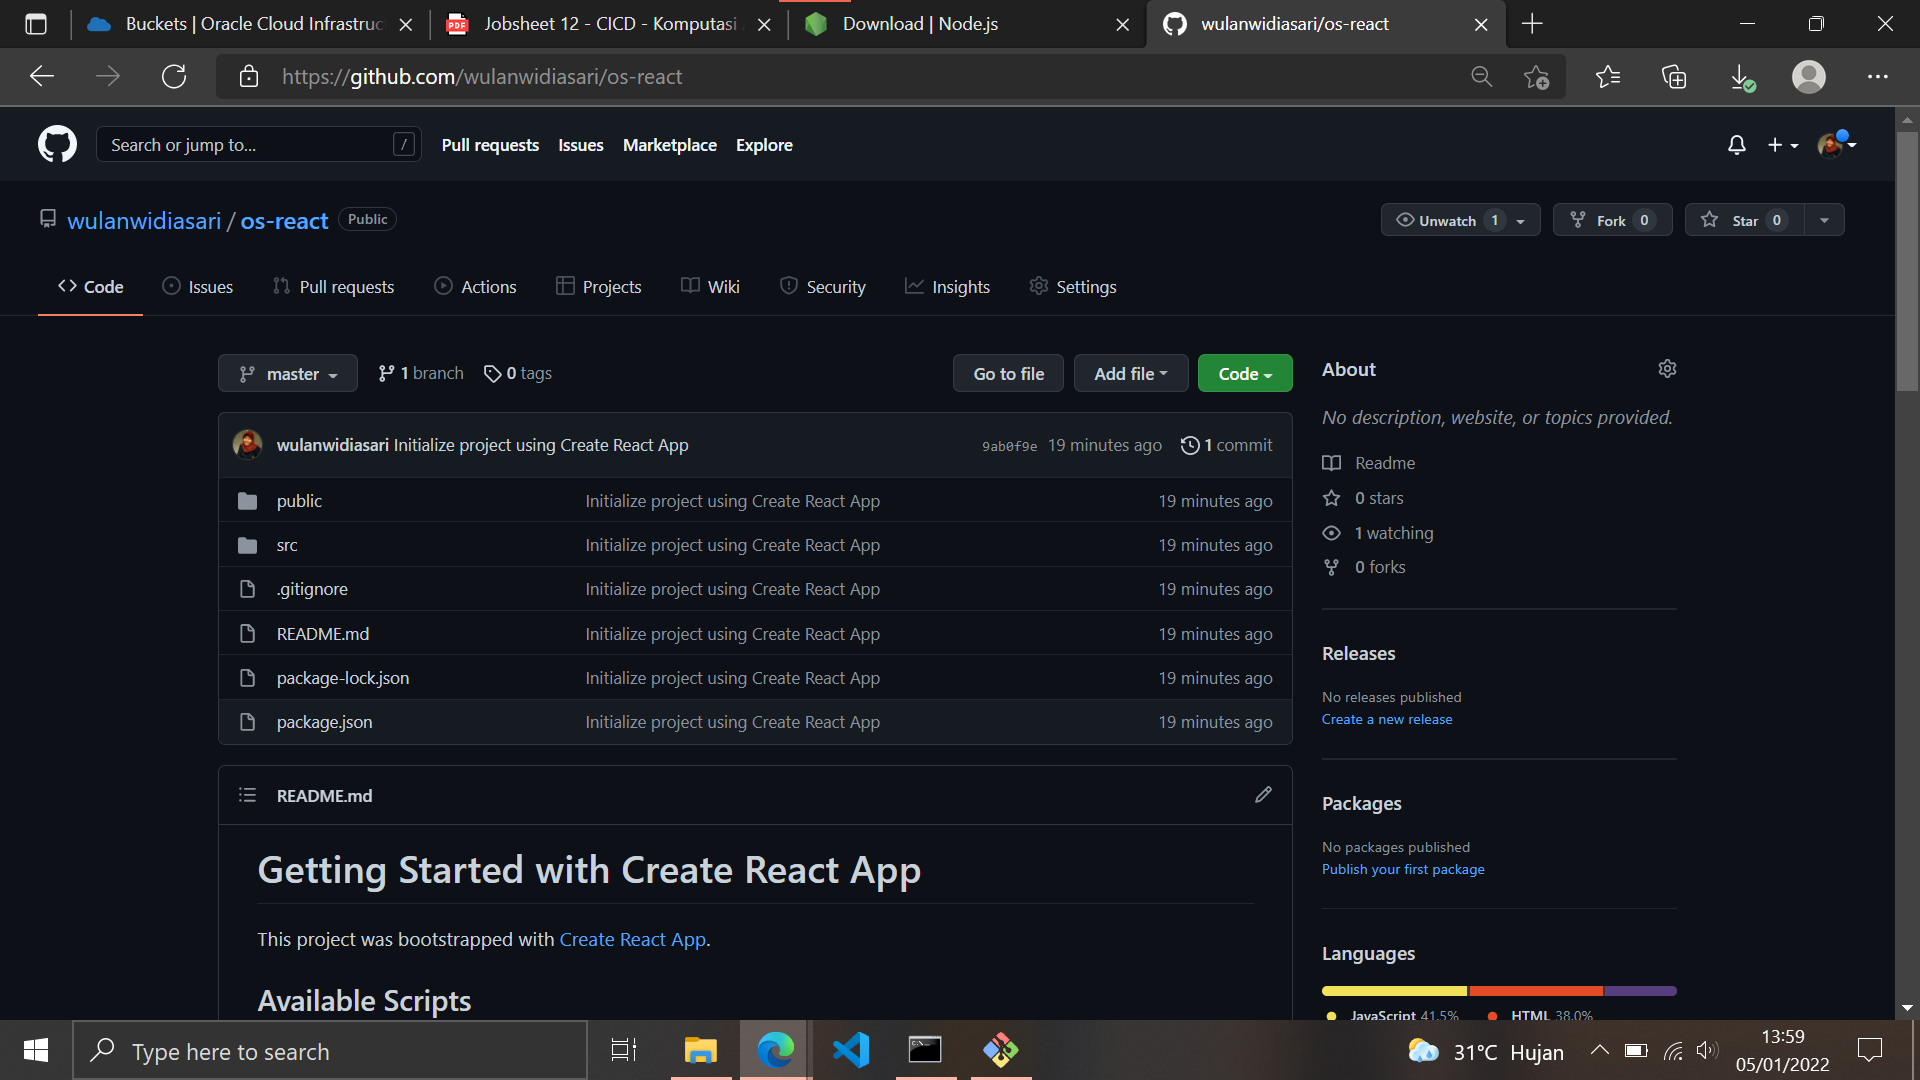 Buckets | Oracle Cloud Infrastruc
Jobsheet 12 - CICD - Komputasi
Download | Node.js
wulanwidiasari/os-react
https://github.com/wulanwidiasari/os-react
Search or jump to...
/
Pull requests
Issues
Marketplace
Explore
wulanwidiasari / os-react
Public
Unwatch 1
Fork 0
Star 0
Code
Issues
Pull requests
Actions
Projects
Wiki
Security
Insights
Settings
master
1 branch
0 tags
Go to file
Add file
Code
wulanwidiasari Initialize project using Create React App
9ab0f9e 19 minutes ago
1 commit
public Initialize project using Create React App 19 minutes ago
src Initialize project using Create React App 19 minutes ago
.gitignore Initialize project using Create React App 19 minutes ago
README.md Initialize project using Create React App 19 minutes ago
package-lock.json Initialize project using Create React App 19 minutes ago
package.json Initialize project using Create React App 19 minutes ago
README.md
Getting Started with Create React App
This project was bootstrapped with Create React App.
Available Scripts
About
No description, website, or topics provided.
Readme
0 stars
1 watching
0 forks
Releases
No releases published
Create a new release
Packages
No packages published
Publish your first package
Languages
JavaScript 41.5%
HTML 38.0%
Type here to search
31°C Hujan
13:59
05/01/2022